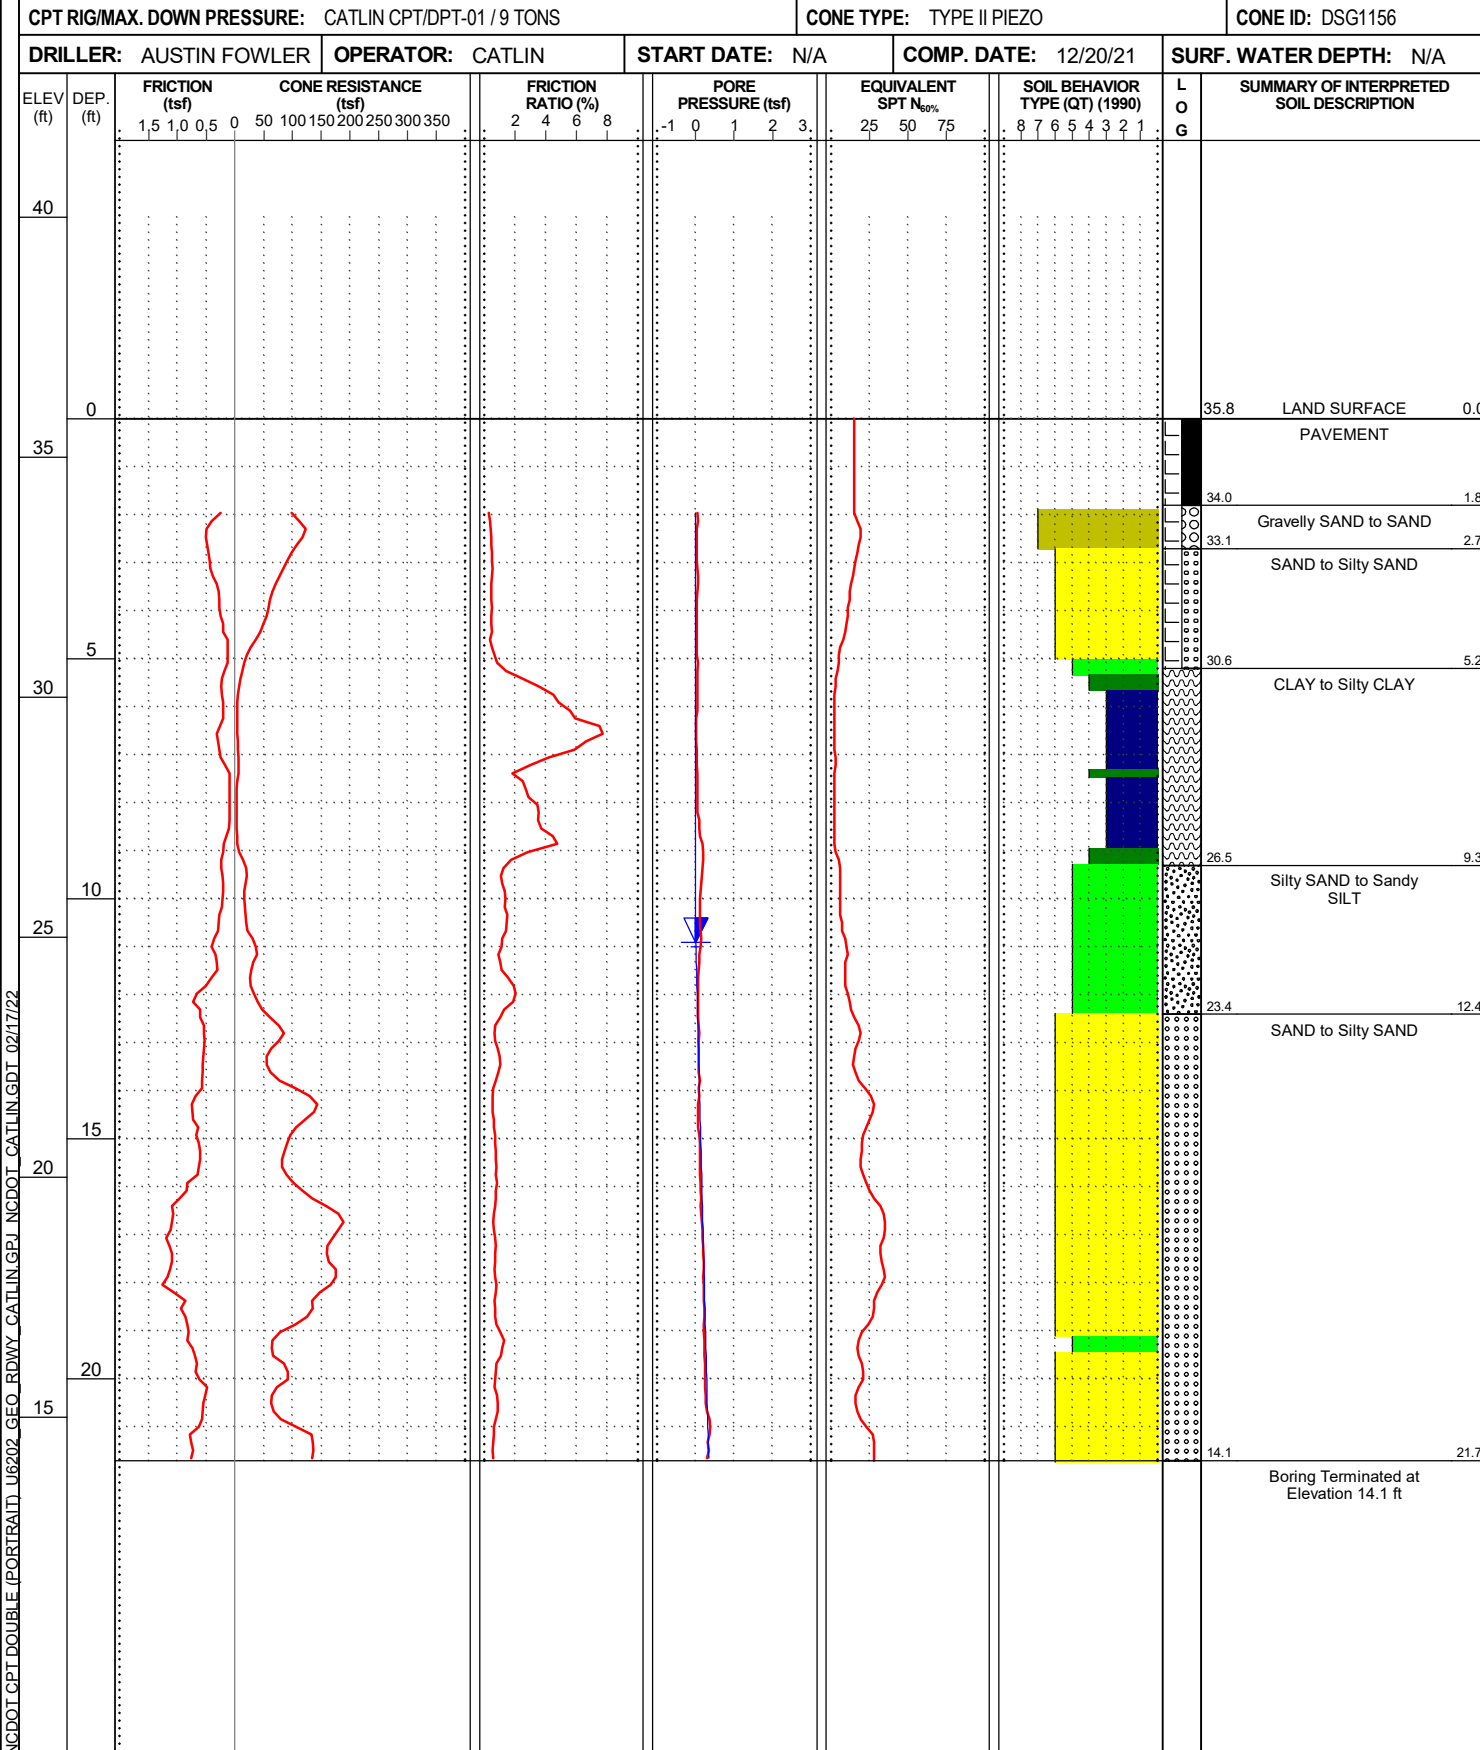 CPT RIG/MAX. DOWN PRESSURE: CATLIN CPT/DPT-01 / 9 TONS
CONE TYPE: TYPE II PIEZO
CONE ID: DSG1156
DRILLER: AUSTIN FOWLER
OPERATOR: CATLIN
START DATE: N/A
COMP. DATE: 12/20/21
SURF. WATER DEPTH: N/A
ELEV
(ft)
DEP.
(ft)
FRICTION
(tsf)
1.5 1.0 0.5 0
CONE RESISTANCE
(tsf)
50 100 150 200 250 300 350
FRICTION
RATIO (%)
2 4 6 8
PORE
PRESSURE (tsf)
-1 0 1 2 3
EQUIVALENT
SPT N60%
25 50 75
SOIL BEHAVIOR
TYPE (QT) (1990)
8 7 6 5 4 3 2 1
L
O
G
SUMMARY OF INTERPRETED
SOIL DESCRIPTION
40
0
35.8 LAND SURFACE 0.0
PAVEMENT
35
34.0 1.8
Gravelly SAND to SAND
33.1 2.7
SAND to Silty SAND
5
30.6 5.2
CLAY to Silty CLAY
30
26.5 9.3
Silty SAND to Sandy
SILT
10
25
23.4 12.4
SAND to Silty SAND
15
20
20
15
14.1 21.7
Boring Terminated at
Elevation 14.1 ft
NCDOT CPT DOUBLE (PORTRAIT) U6202_GEO_RDWY_CATLIN.GPJ NCDOT_CATLIN.GDT 02/17/22